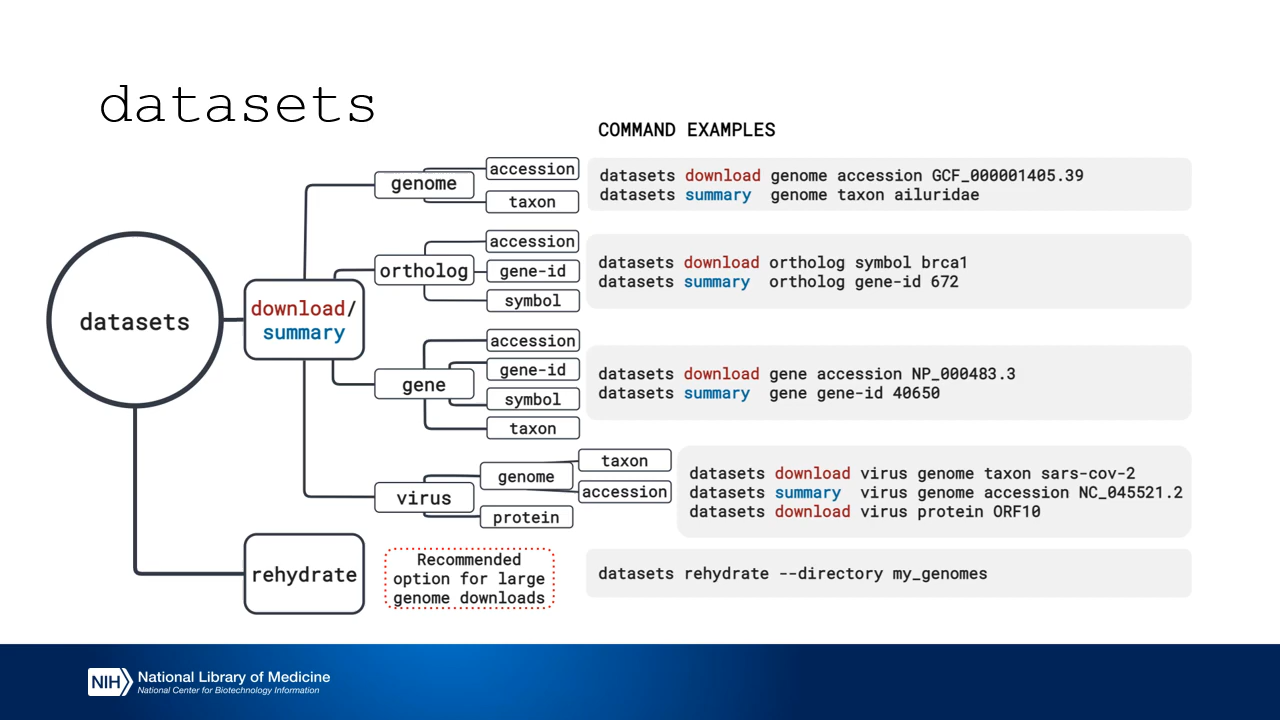 datasets
COMMAND EXAMPLES
datasets
download/
summary
genome
accession
taxon
datasets download genome accession GCF_000001405.39
datasets summary genome taxon ailuridae
ortholog
accession
gene-id
symbol
datasets download ortholog symbol brca1
datasets summary ortholog gene-id 672
gene
accession
gene-id
symbol
taxon
datasets download gene accession NP_000483.3
datasets summary gene gene-id 40650
virus
genome
taxon
accession
protein
datasets download virus genome taxon sars-cov-2
datasets summary virus genome accession NC_045521.2
datasets download virus protein ORF10
rehydrate
Recommended
option for large
genome downloads
datasets rehydrate --directory my_genomes
NIH
National Library of Medicine
National Center for Biotechnology Information